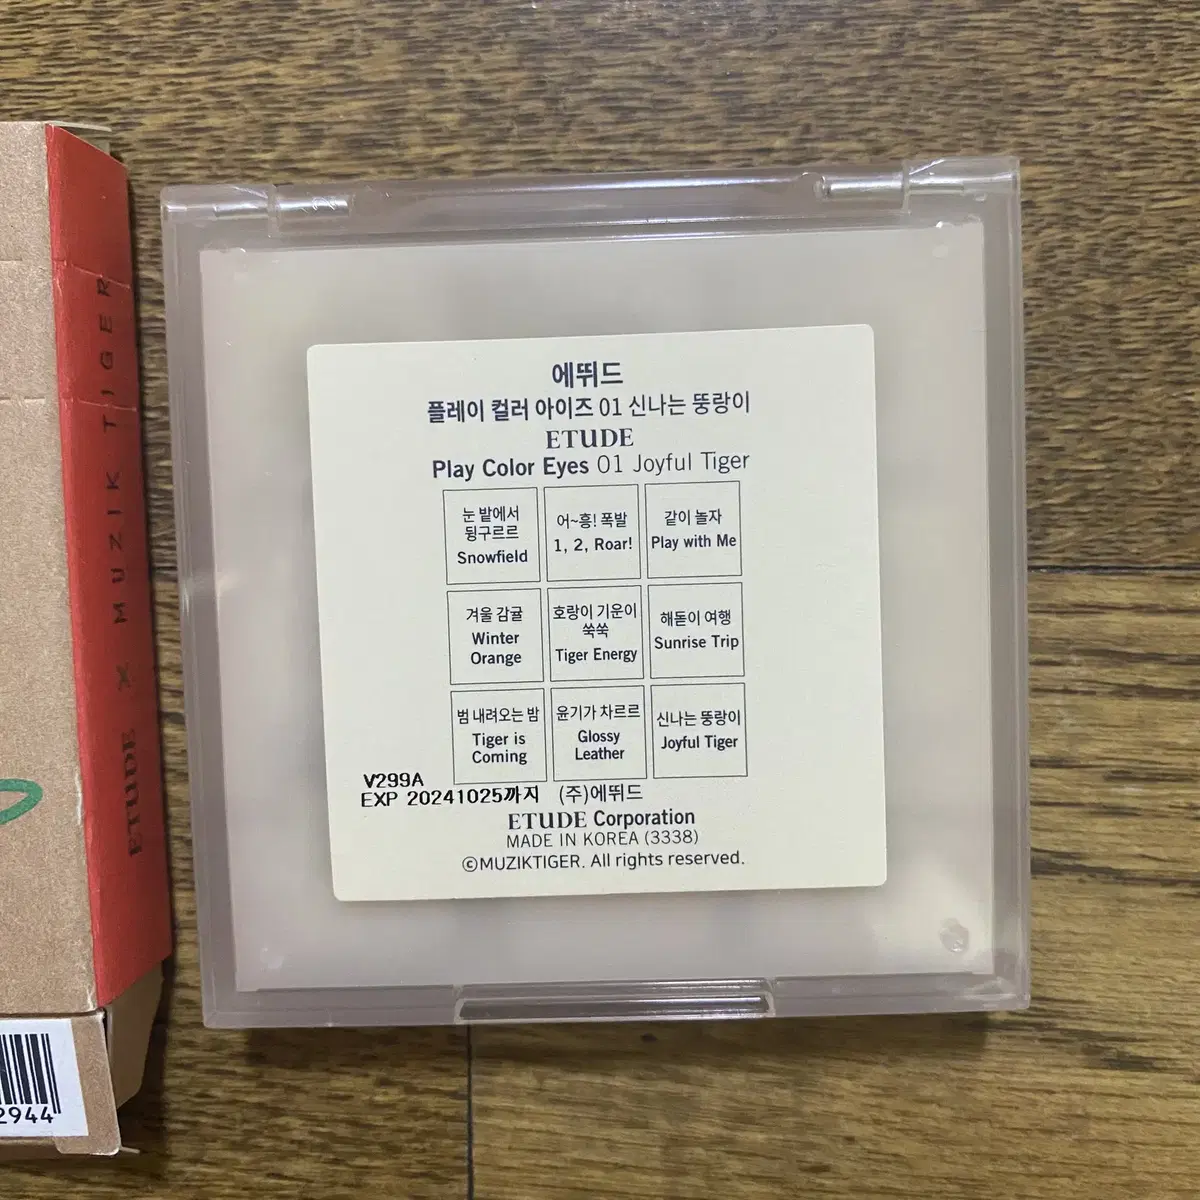 ETUDE X MUZIK TIGER
2944
에뛰드
플레이 컬러 아이즈 01 신나는 뚱랑이
ETUDE
Play Color Eyes 01 Joyful Tiger
눈 밭에서
뒹구르르
Snowfield
어~흥! 폭발
1, 2, Roar!
같이 놀자
Play with Me
겨울 감귤
Winter
Orange
호랑이 기운이
쑥쑥
Tiger Energy
해돋이 여행
Sunrise Trip
범 내려오는 밤
Tiger is
Coming
윤기가 차르르
Glossy
Leather
신나는 뚱랑이
Joyful Tiger
V299A
EXP 20241025까지 (주)에뛰드
ETUDE Corporation
MADE IN KOREA (3338)
©MUZIKTIGER. All rights reserved.